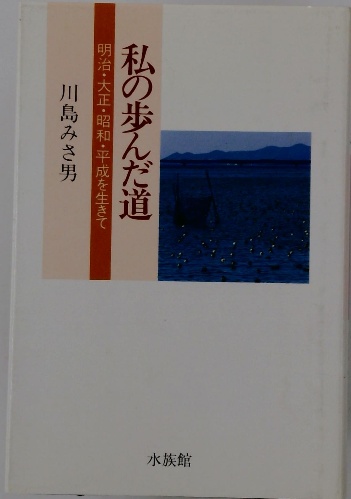 私の歩んだ道
明治・大正・昭和・平成を生きて
川島みさ男
水族館